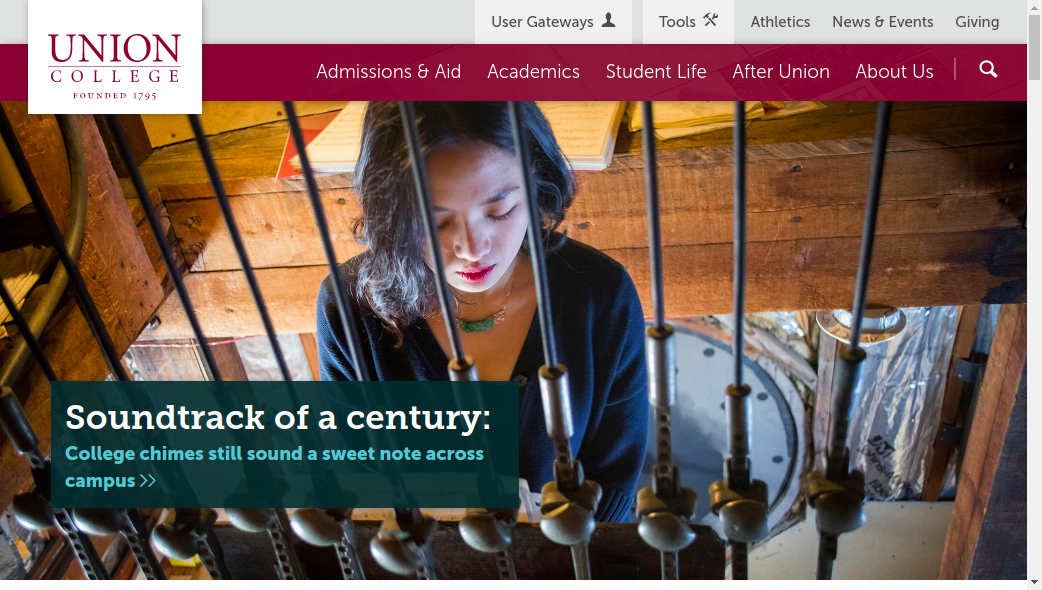 User Gateways
Tools
Athletics
News & Events
Giving
UNION
COLLEGE
FOUNDED 1795
Admissions & Aid
Academics
Student Life
After Union
About Us
Soundtrack of a century:
College chimes still sound a sweet note across
campus